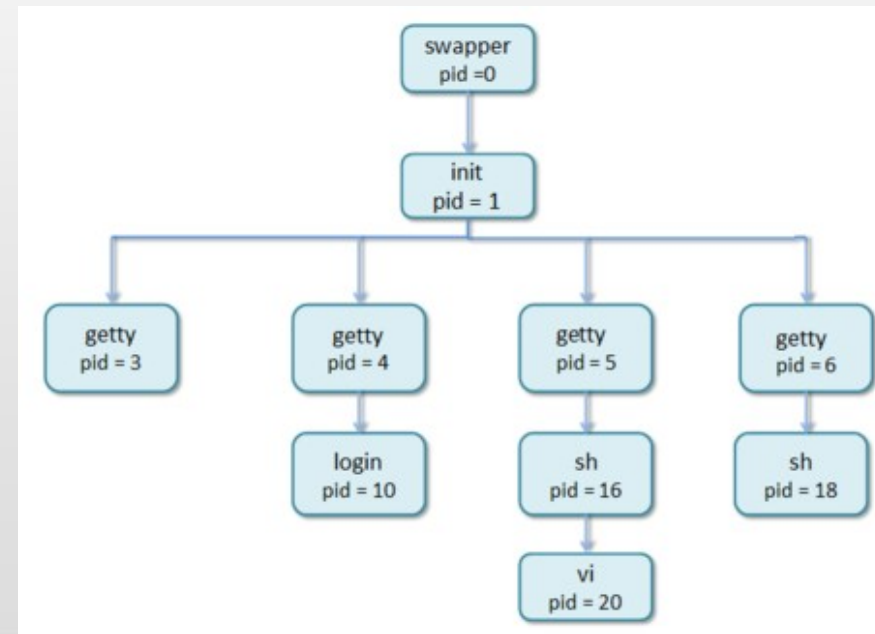 swapper
pid =0
init
pid = 1
getty
pid = 3
getty
pid = 4
getty
pid = 5
getty
pid = 6
login
pid = 10
sh
pid = 16
sh
pid = 18
vi
pid = 20